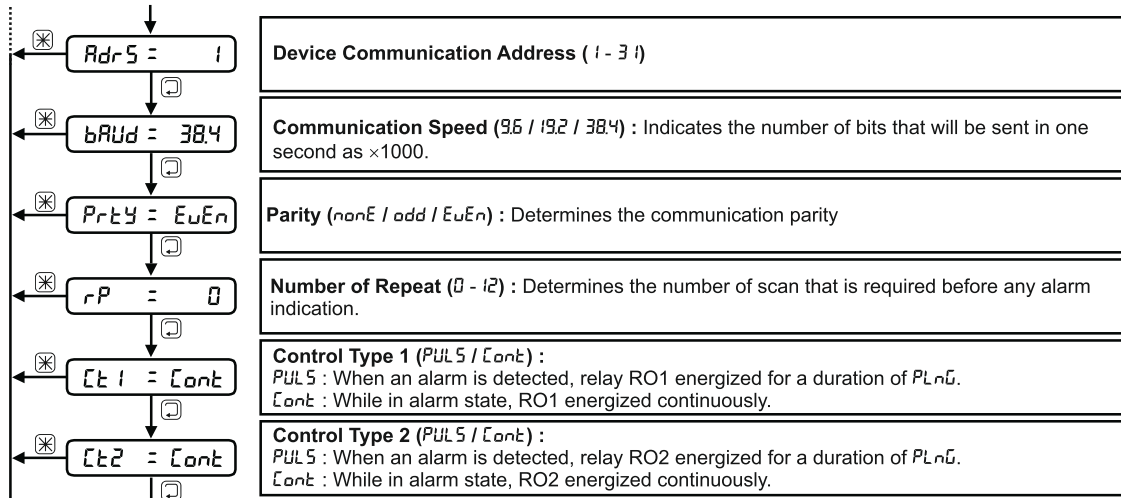 AdrS = 1
Device Communication Address (1 - 31)
bAUd = 38.4
Communication Speed (9.6 / 19.2 / 38.4) : Indicates the number of bits that will be sent in one
second as ×1000.
PrtY = EvEn
Parity (nonE / odd / EvEn) : Determines the communication parity
rP = 0
Number of Repeat (0 - 12) : Determines the number of scan that is required before any alarm
indication.
Ct1 = Cont
Control Type 1 (PULS / Cont) :
PULS : When an alarm is detected, relay RO1 energized for a duration of PLnG.
Cont : While in alarm state, RO1 energized continuously.
Ct2 = Cont
Control Type 2 (PULS / Cont) :
PULS : When an alarm is detected, relay RO2 energized for a duration of PLnG.
Cont : While in alarm state, RO2 energized continuously.